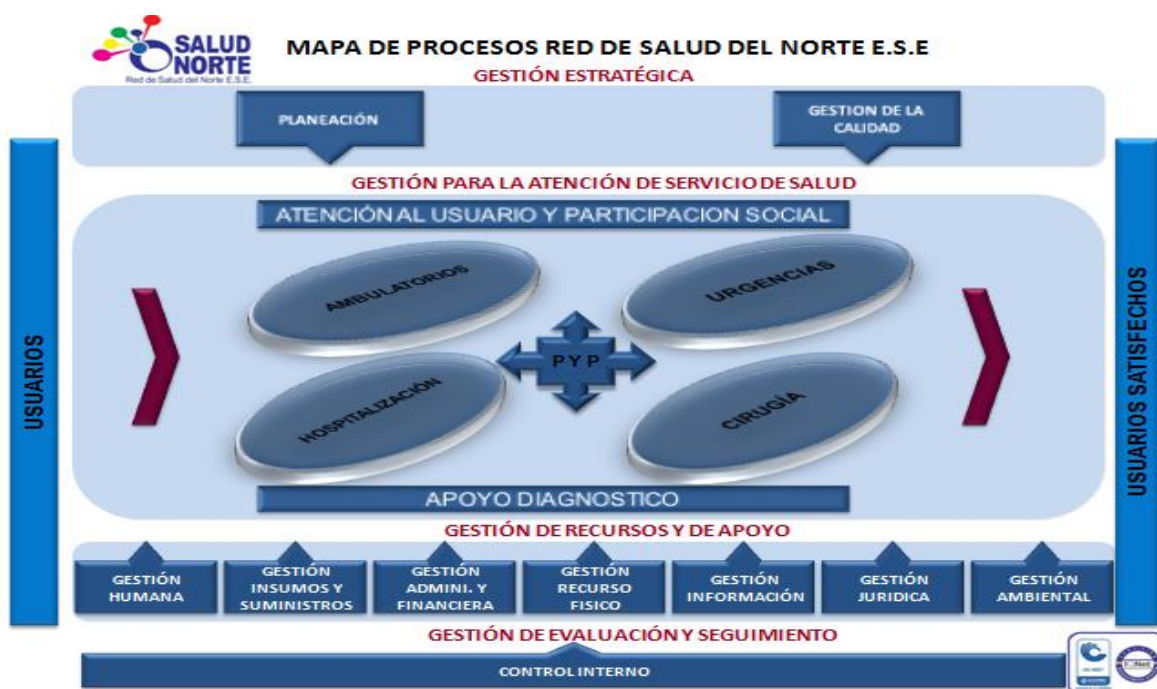 SALUD
NORTE
Red de Salud del Norte E.S.E.
MAPA DE PROCESOS RED DE SALUD DEL NORTE E.S.E
GESTIÓN ESTRATÉGICA
PLANEACIÓN
GESTION DE LA
CALIDAD
GESTIÓN PARA LA ATENCIÓN DE SERVICIO DE SALUD
ATENCIÓN AL USUARIO Y PARTICIPACION SOCIAL
USUARIOS
AMBULATORIOS
URGENCIAS
P Y P
HOSPITALIZACIÓN
CIRUGÍA
USUARIOS SATISFECHOS
APOYO DIAGNOSTICO
GESTIÓN DE RECURSOS Y DE APOYO
GESTIÓN
HUMANA
GESTIÓN
INSUMOS Y
SUMINISTROS
GESTIÓN
ADMINI. Y
FINANCIERA
GESTIÓN
RECURSO
FISICO
GESTIÓN
INFORMACIÓN
GESTIÓN
JURIDICA
GESTIÓN
AMBIENTAL
GESTIÓN DE EVALUACIÓN Y SEGUIMIENTO
CONTROL INTERNO